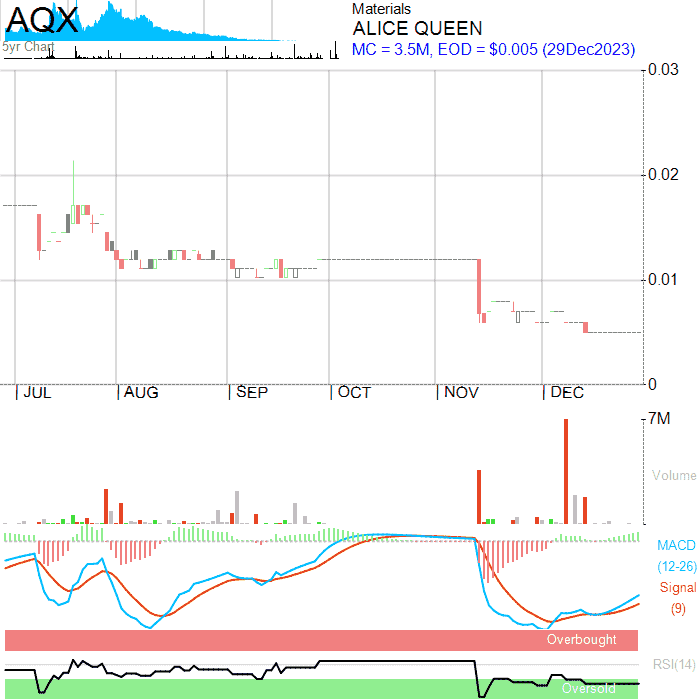 AQX
5yr Chart
Materials
ALICE QUEEN
MC = 3.5M, EOD = $0.005 (29Dec2023)
0.03
0.02
0.01
0
JUL AUG SEP OCT NOV DEC
7M
Volume
MACD
(12-26)
Signal
(9)
Overbought
RSI(14)
Oversold